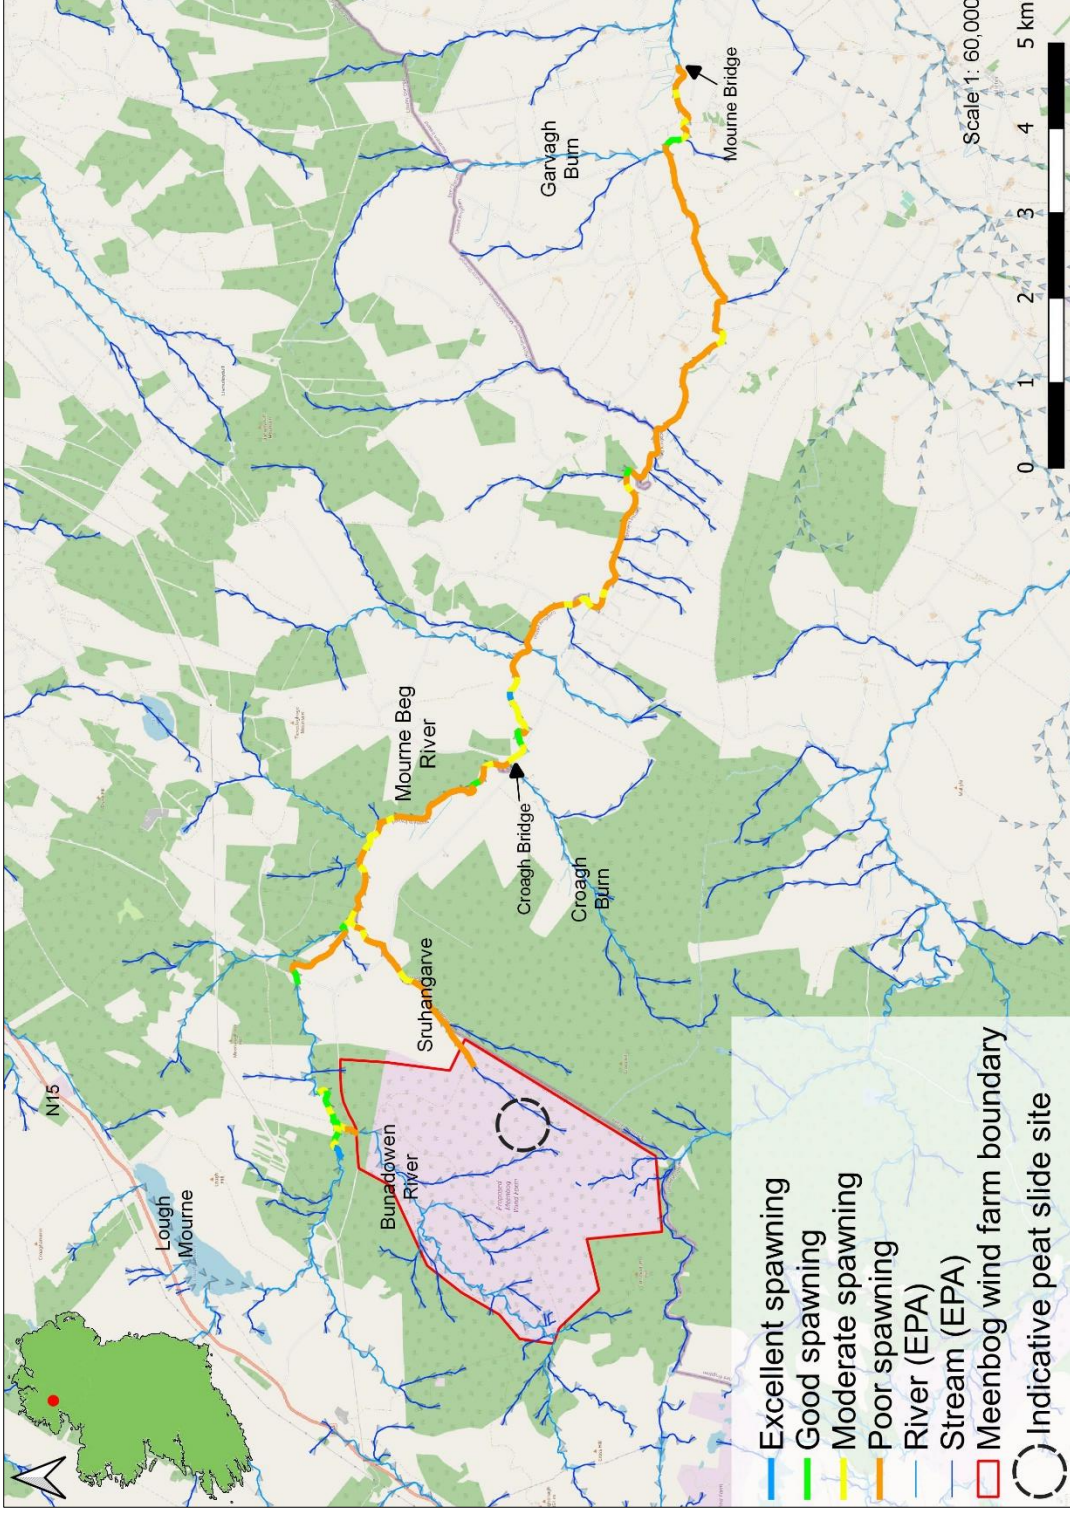 N15
Lough
Mourne
Bunadowen
River
Sruhangarve
Mourne Beg
River
Croagh Bridge
Croagh
Burn
Garvagh
Burn
Mourne Bridge
Scale 1: 60,000
0 1 2 3 4 5 km
Excellent spawning
Good spawning
Moderate spawning
Poor spawning
River (EPA)
Stream (EPA)
Meenbog wind farm boundary
Indicative peat slide site